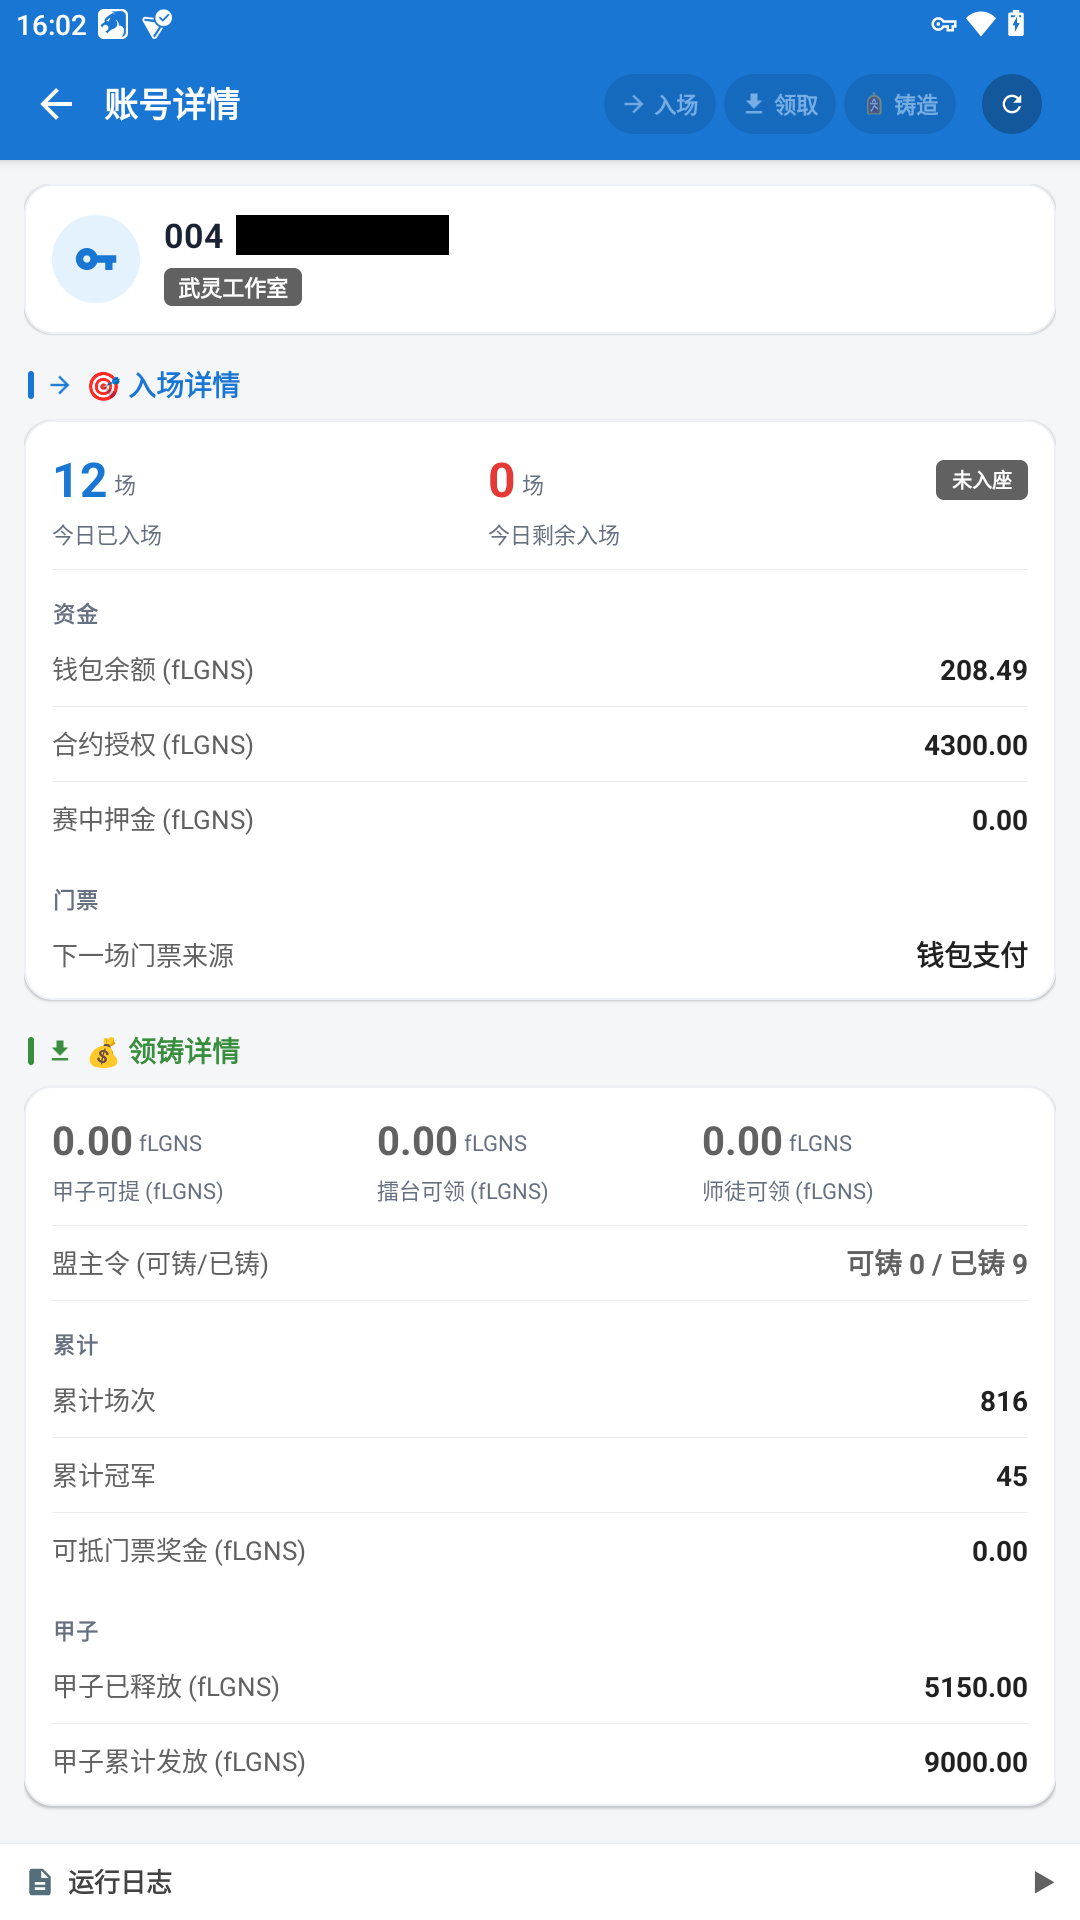 16:02
账号详情
入场
领取
铸造
004
武灵工作室
入场详情
12 场
0 场
未入座
今日已入场
今日剩余入场
资金
钱包余额 (fLGNS)
208.49
合约授权 (fLGNS)
4300.00
赛中押金 (fLGNS)
0.00
门票
下一场门票来源
钱包支付
领铸详情
0.00 fLGNS
0.00 fLGNS
0.00 fLGNS
甲子可提 (fLGNS)
擂台可领 (fLGNS)
师徒可领 (fLGNS)
盟主令 (可铸/已铸)
可铸 0 / 已铸 9
累计
累计场次
816
累计冠军
45
可抵门票奖金 (fLGNS)
0.00
甲子
甲子已释放 (fLGNS)
5150.00
甲子累计发放 (fLGNS)
9000.00
运行日志